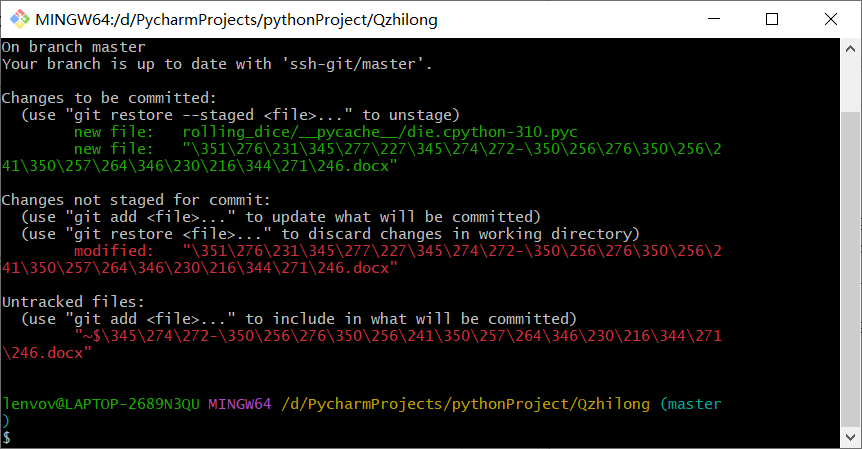 MINGW64:/d/PycharmProjects/pythonProject/Qzhilong
On branch master
Your branch is up to date with 'ssh-git/master'.
Changes to be committed:
(use "git restore --staged <file>..." to unstage)
new file:   rolling_dice/__pycache__/die.cpython-310.pyc
new file:   "\351\276\231\345\277\227\345\274\272-\350\256\276\350\256\2
41\350\257\264\346\230\216\344\271\246.docx"
Changes not staged for commit:
(use "git add <file>..." to update what will be committed)
(use "git restore <file>..." to discard changes in working directory)
modified:   "\351\276\231\345\277\227\345\274\272-\350\256\276\350\256\2
41\350\257\264\346\230\216\344\271\246.docx"
Untracked files:
(use "git add <file>..." to include in what will be committed)
"~$\345\274\272-\350\256\276\350\256\241\350\257\264\346\230\216\344\271
\246.docx"
lenvov@LAPTOP-2689N3QU MINGW64 /d/PycharmProjects/pythonProject/Qzhilong (master
)
$